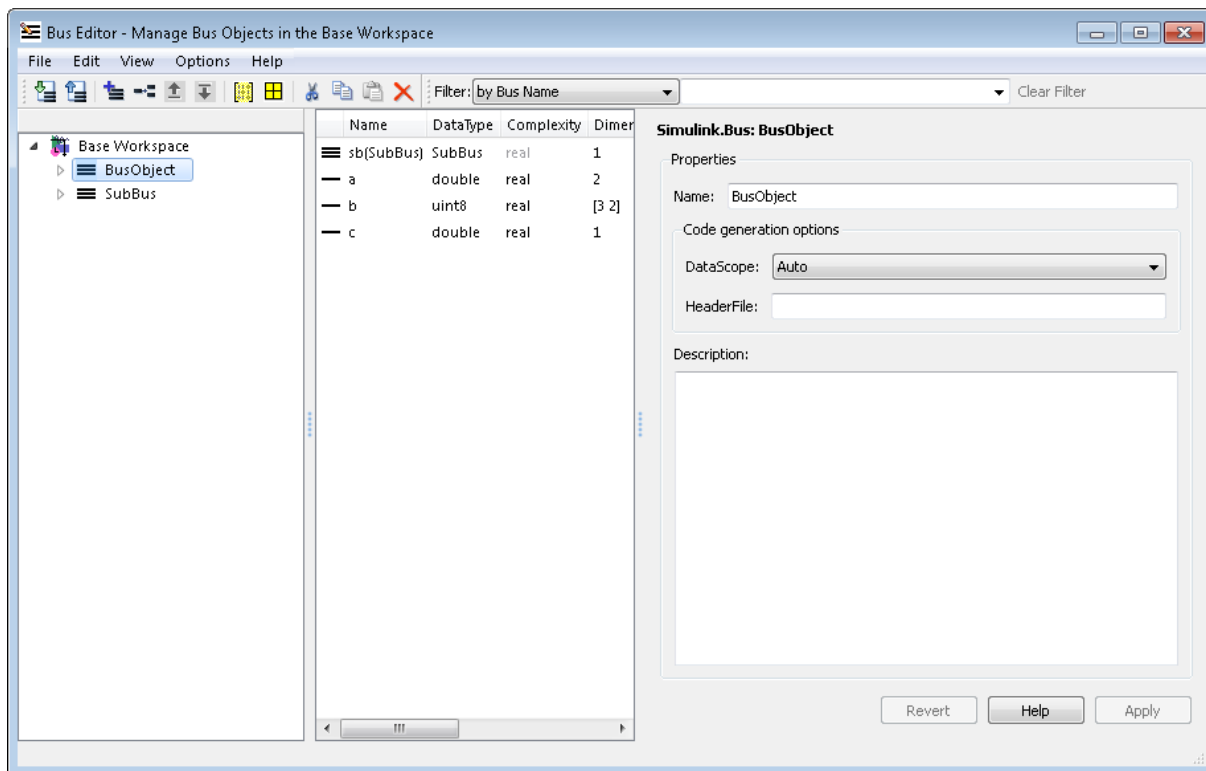 Bus Editor - Manage Bus Objects in the Base Workspace
File Edit View Options Help
Filter: by Bus Name Clear Filter
Base Workspace
BusObject
SubBus
Name DataType Complexity Dimer
sb(SubBus) SubBus real 1
a double real 2
b uint8 real [3 2]
c double real 1
Simulink.Bus: BusObject
Properties
Name: BusObject
Code generation options
DataScope: Auto
HeaderFile:
Description:
Revert Help Apply